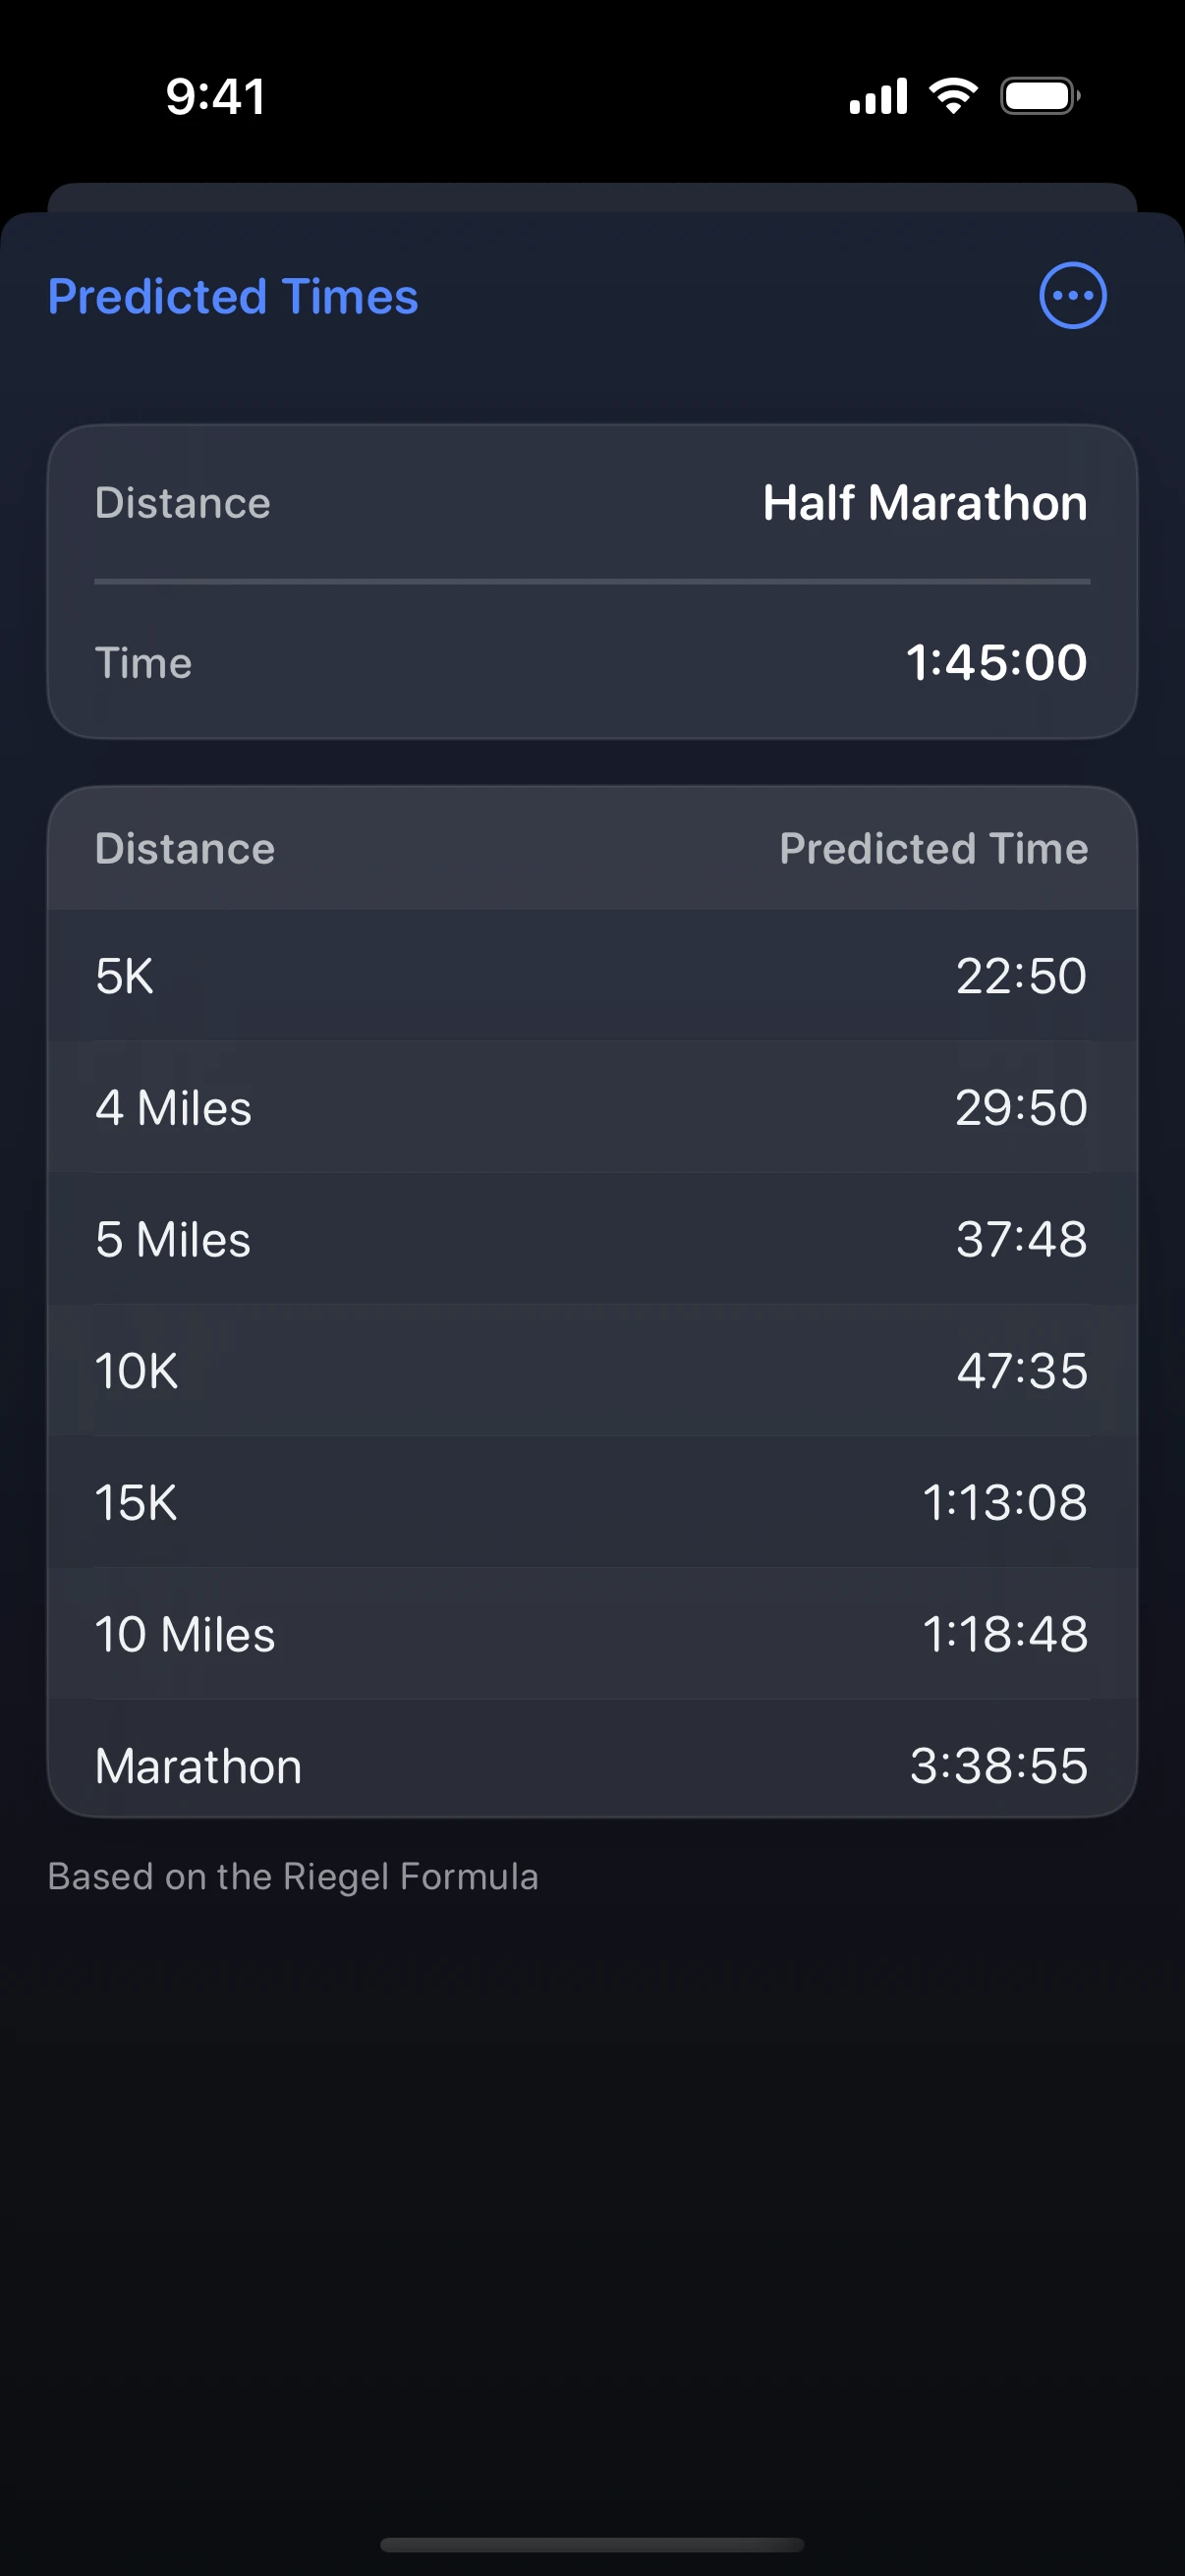 9:41
Predicted Times
Distance Half Marathon
Time 1:45:00
Distance Predicted Time
5K 22:50
4 Miles 29:50
5 Miles 37:48
10K 47:35
15K 1:13:08
10 Miles 1:18:48
Marathon 3:38:55
Based on the Riegel Formula